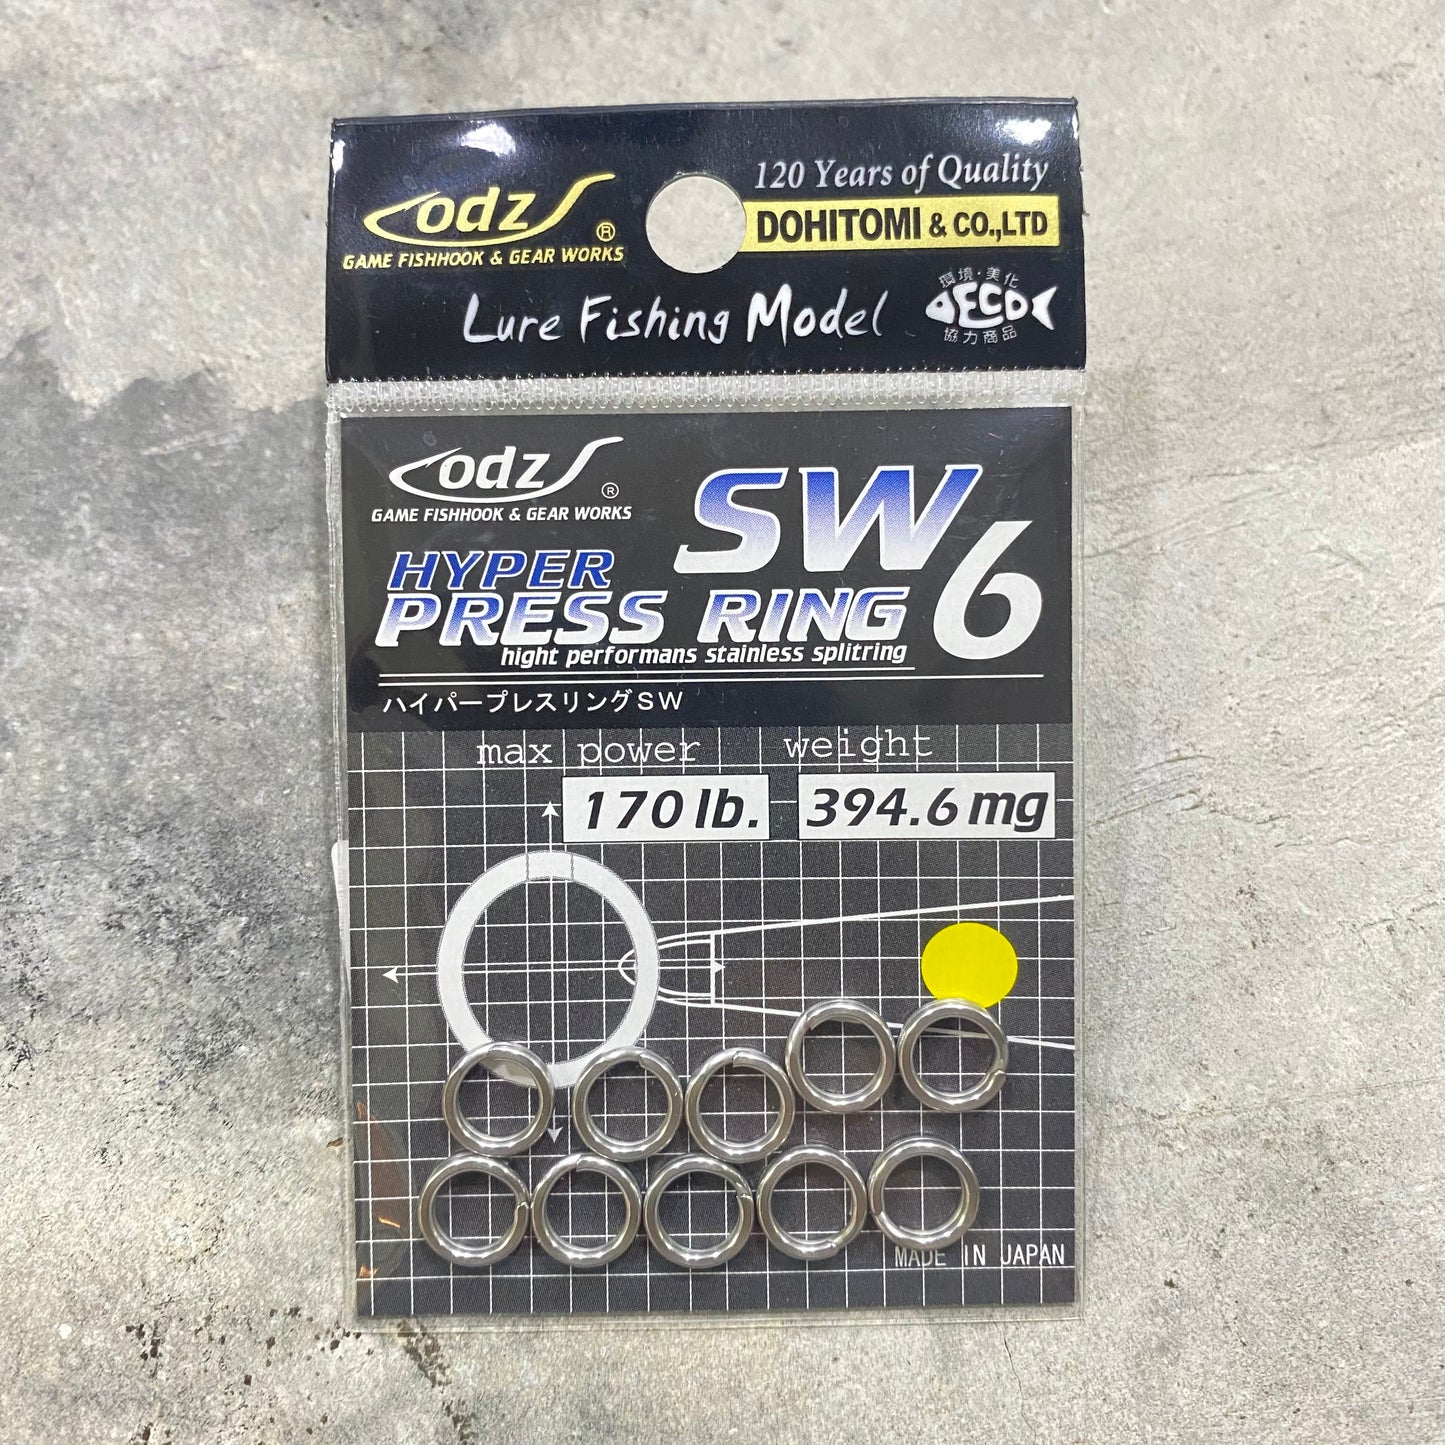 odz ®
GAME FISHHOOK & GEAR WORKS
120 Years of Quality
DOHITOMI & CO.,LTD
Lure Fishing Model
環境・美化
ECO
協力商品
odz ®
GAME FISHHOOK & GEAR WORKS
SW
6
HYPER
PRESS RING
hight performans stainless splitring
ハイパープレスリングSW
max power
weight
170 lb.
394.6 mg
MADE IN JAPAN